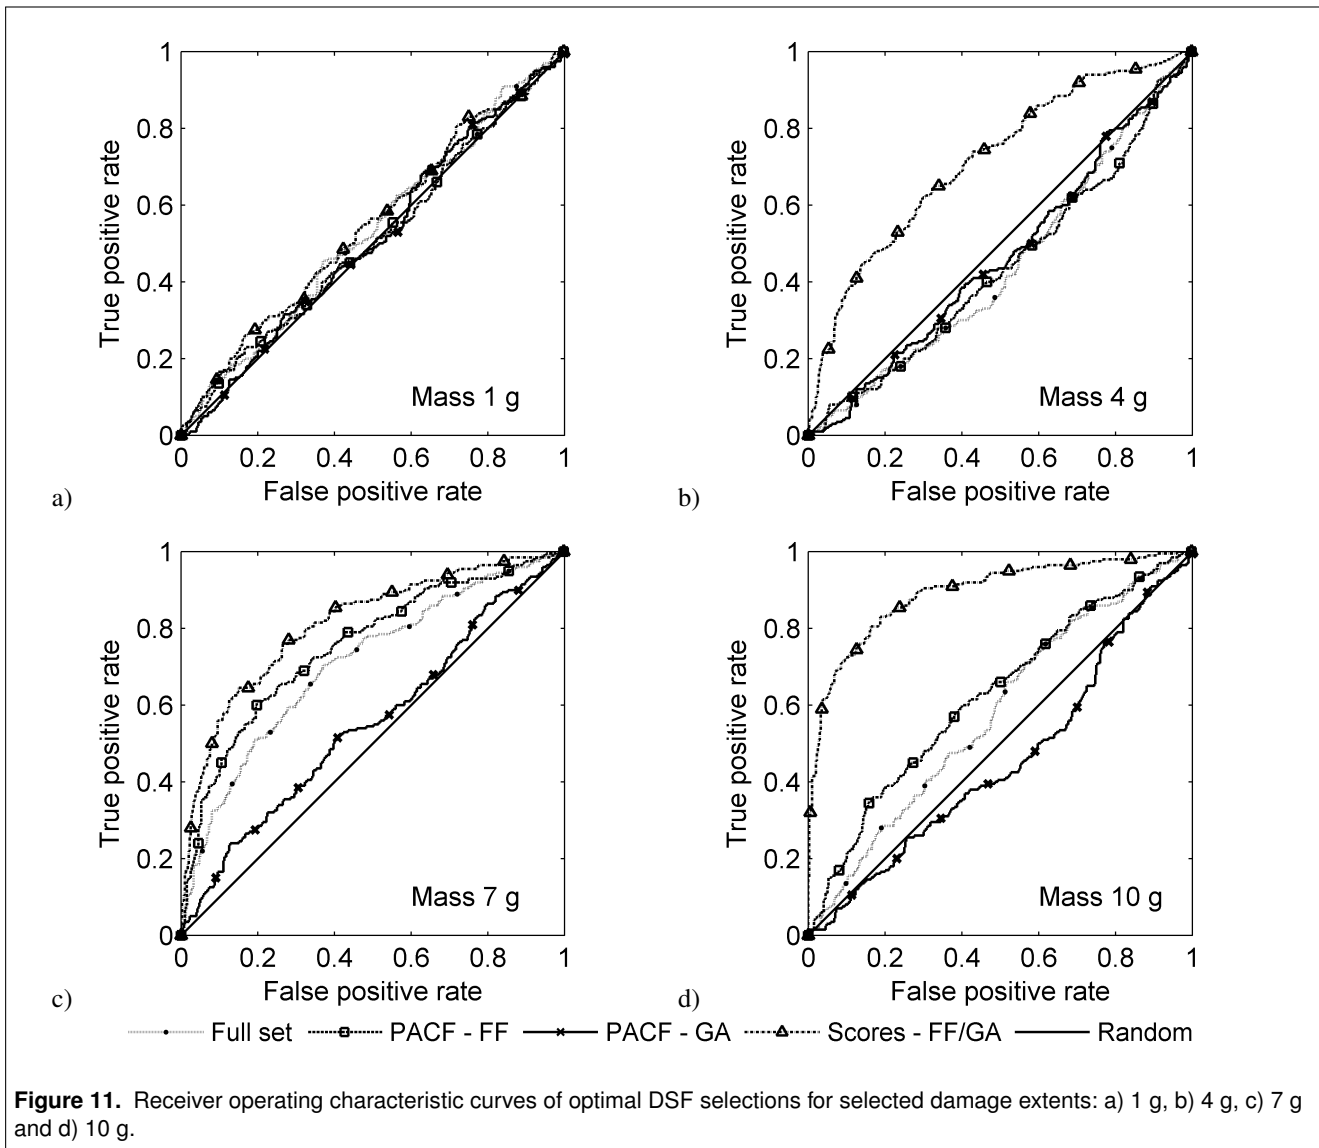 1
0.8
0.6
0.4
0.2
0
True positive rate
Mass 1 g
0 0.2 0.4 0.6 0.8 1
False positive rate
a)
1
0.8
0.6
0.4
0.2
0
True positive rate
Mass 4 g
0 0.2 0.4 0.6 0.8 1
False positive rate
b)
1
0.8
0.6
0.4
0.2
0
True positive rate
Mass 7 g
0 0.2 0.4 0.6 0.8 1
False positive rate
c)
1
0.8
0.6
0.4
0.2
0
True positive rate
Mass 10 g
0 0.2 0.4 0.6 0.8 1
False positive rate
d)
Full set PACF - FF PACF - GA Scores - FF/GA Random
Figure 11. Receiver operating characteristic curves of optimal DSF selections for selected damage extents: a) 1 g, b) 4 g, c) 7 g
and d) 10 g.